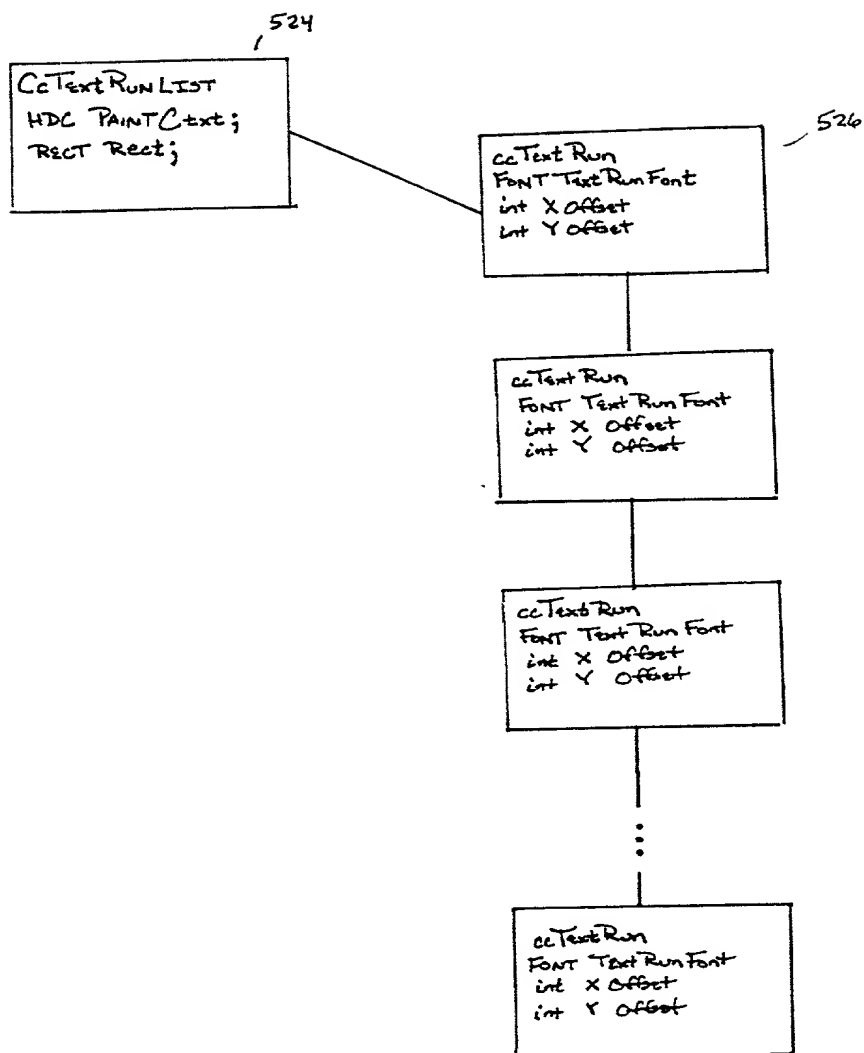 524
CcTextRunLIST
HDC PAINTCtxt;
RECT Rect;
526
ccTextRun
FONT TextRunFont
int X Offset
int Y Offset
ccTextRun
FONT TextRunFont
int X Offset
int Y Offset
ccTextRun
FONT TextRunFont
int X Offset
int Y Offset
ccTextRun
FONT TextRunFont
int X Offset
int Y Offset